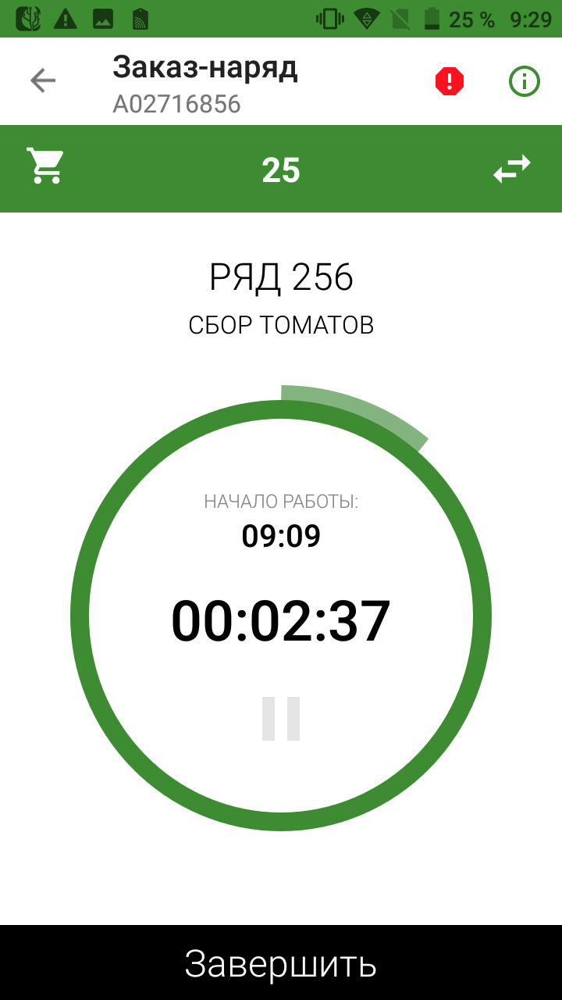 25 % 9:29
Заказ-наряд
A02716856
25
РЯД 256
СБОР ТОМАТОВ
НАЧАЛО РАБОТЫ:
09:09
00:02:37
Завершить